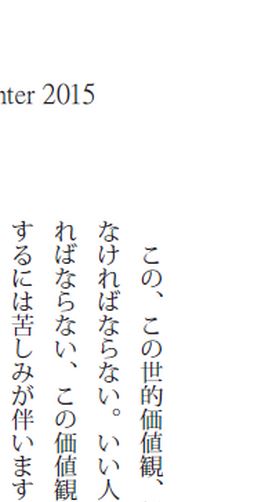 nter 2015
この、この世的価値観、
なければならない。いい人
ればならない、この価値観
するには苦しみが伴います